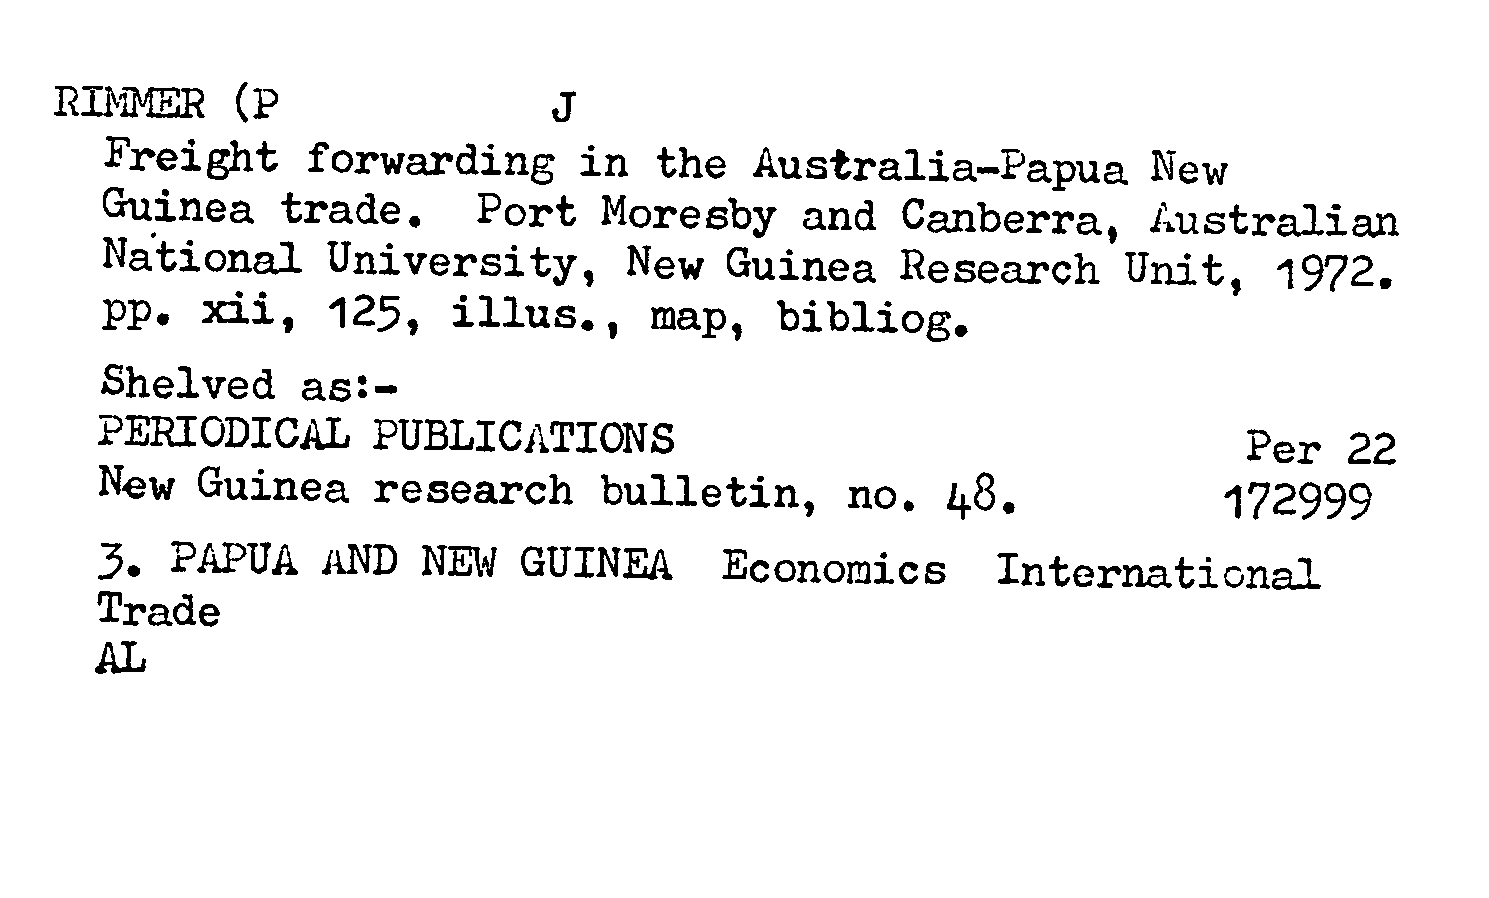 RIMMER (P J
Freight forwarding in the Australia-Papua New
Guinea trade. Port Moresby and Canberra, Australian
National University, New Guinea Research Unit, 1972.
pp. xii, 125, illus., map, bibliog.
Shelved as:-
PERIODICAL PUBLICATIONS Per 22
New Guinea research bulletin, no. 48. 172999
3. PAPUA AND NEW GUINEA Economics International
Trade
AL